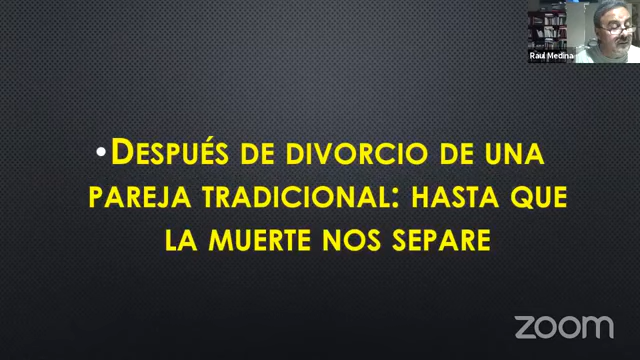 Raul Medina
•DESPUÉS DE DIVORCIO DE UNA
PAREJA TRADICIONAL: HASTA QUE
LA MUERTE NOS SEPARE
zoom